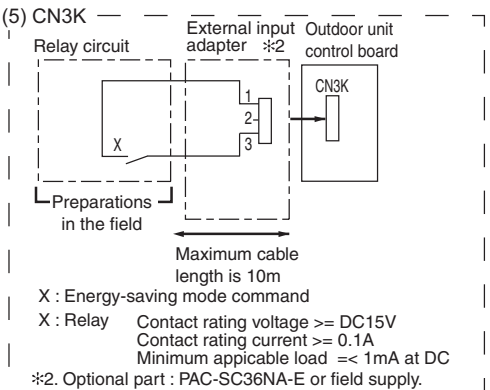 (5) CN3K
Relay circuit
External input
adapter ✻2
Outdoor unit
control board
CN3K
1
2
3
X
Preparations
in the field
Maximum cable
length is 10m
X : Energy-saving mode command
X : Relay Contact rating voltage >= DC15V
Contact rating current >= 0.1A
Minimum appicable load =< 1mA at DC
✻2. Optional part : PAC-SC36NA-E or field supply.